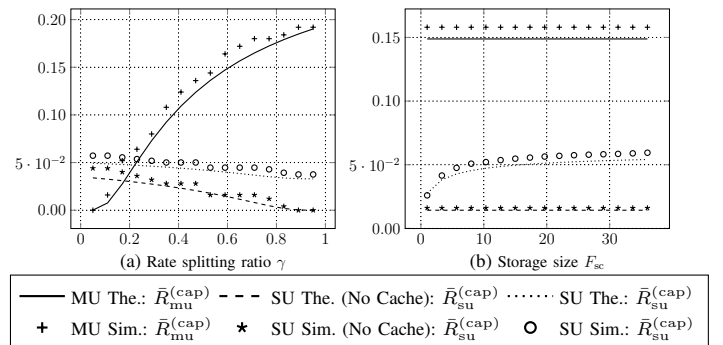 0.20
0.15
0.10
5 · 10⁻²
0.00
0 0.2 0.4 0.6 0.8 1
(a) Rate splitting ratio γ
0.15
0.10
5 · 10⁻²
0.00
0 10 20 30
(b) Storage size F_sc
MU The.: R̄_mu^(cap) SU The. (No Cache): R̄_su^(cap) SU The.: R̄_su^(cap)
MU Sim.: R̄_mu^(cap) SU Sim. (No Cache): R̄_su^(cap) SU Sim.: R̄_su^(cap)